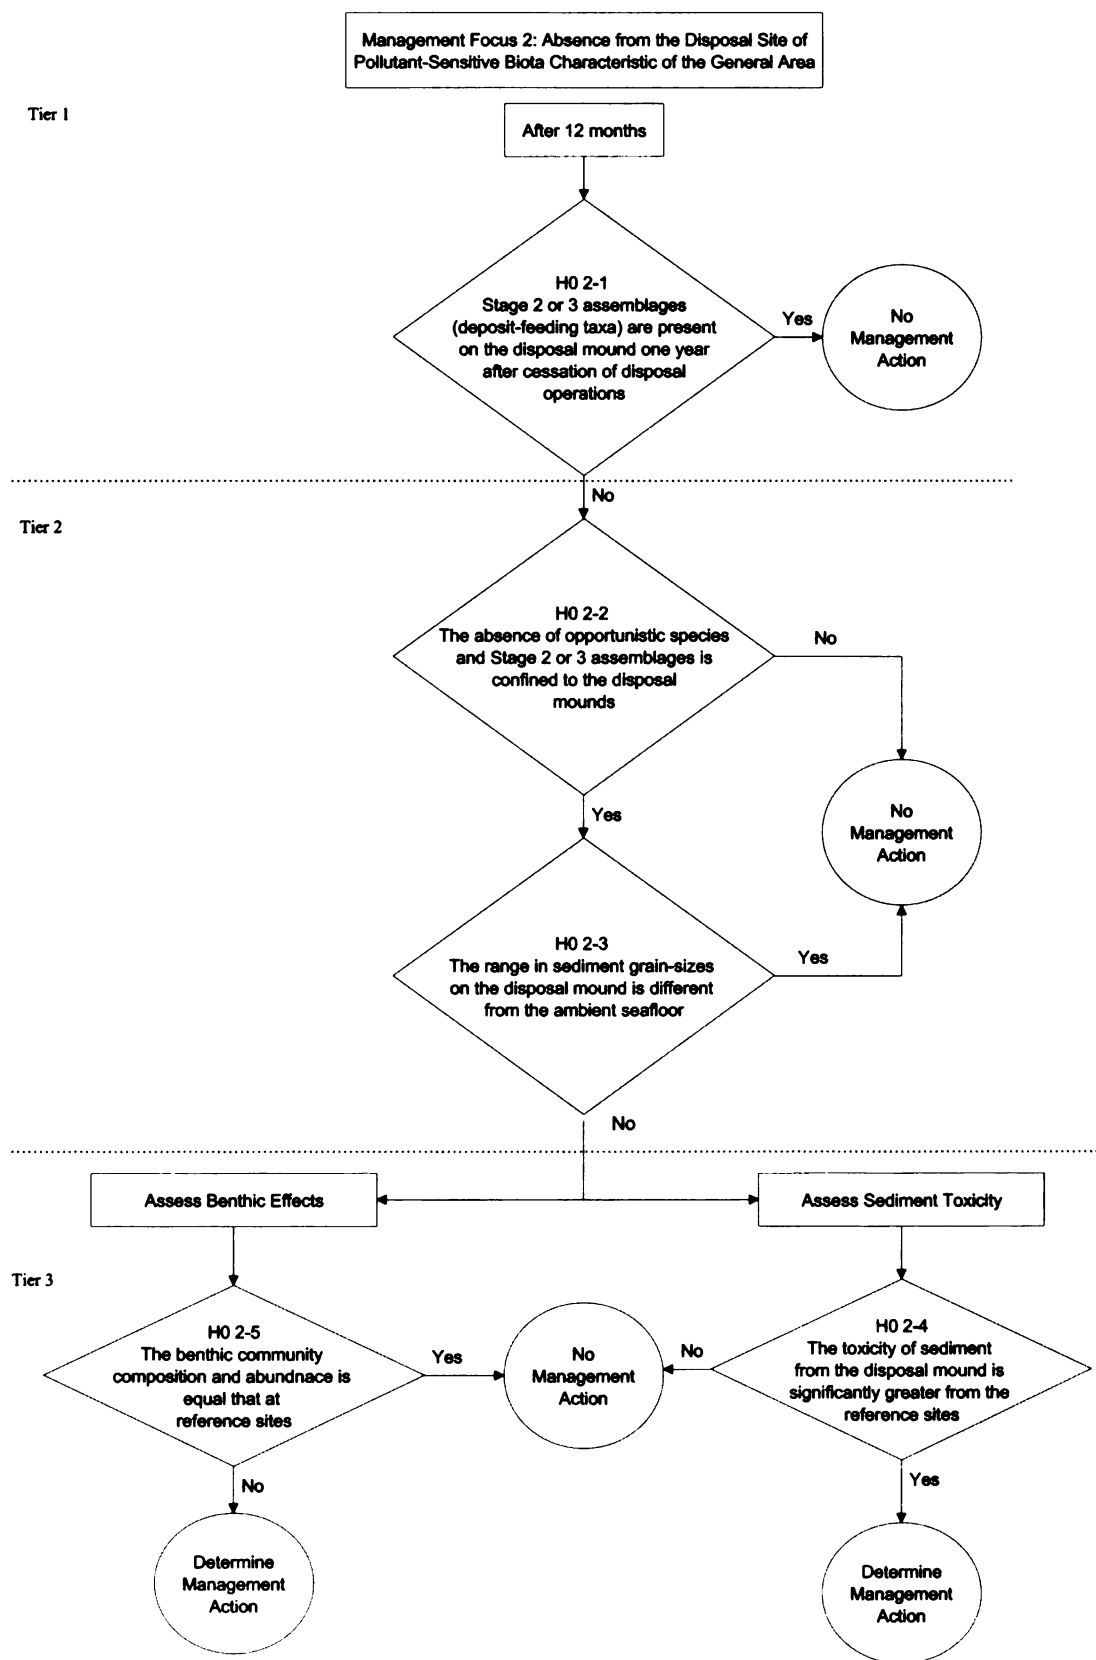 Management Focus 2: Absence from the Disposal Site of
Pollutant-Sensitive Biota Characteristic of the General Area
Tier 1
After 12 months
H0 2-1
Stage 2 or 3 assemblages
(deposit-feeding taxa) are present
on the disposal mound one year
after cessation of disposal
operations
Yes
No
Management
Action
No
Tier 2
H0 2-2
The absence of opportunistic species
and Stage 2 or 3 assemblages is
confined to the disposal
mounds
No
Yes
No
Management
Action
H0 2-3
The range in sediment grain-sizes
on the disposal mound is different
from the ambient seafloor
Yes
No
Assess Benthic Effects
Assess Sediment Toxicity
Tier 3
H0 2-5
The benthic community
composition and abundnace is
equal that at
reference sites
Yes
No
Management
Action
No
H0 2-4
The toxicity of sediment
from the disposal mound is
significantly greater from the
reference sites
No
Yes
Determine
Management
Action
Determine
Management
Action